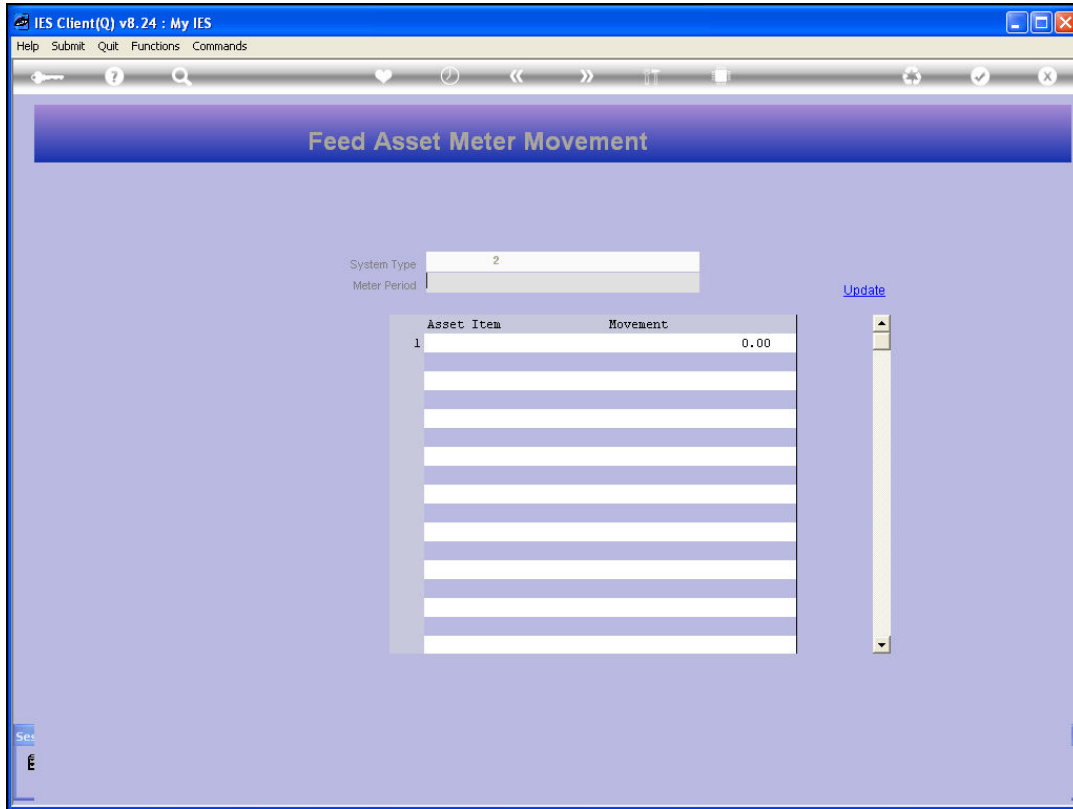 IES Client(Q) v8.24 : My IES
Help Submit Quit Functions Commands
Feed Asset Meter Movement
System Type 2
Meter Period
Update
Asset Item Movement
1 0.00